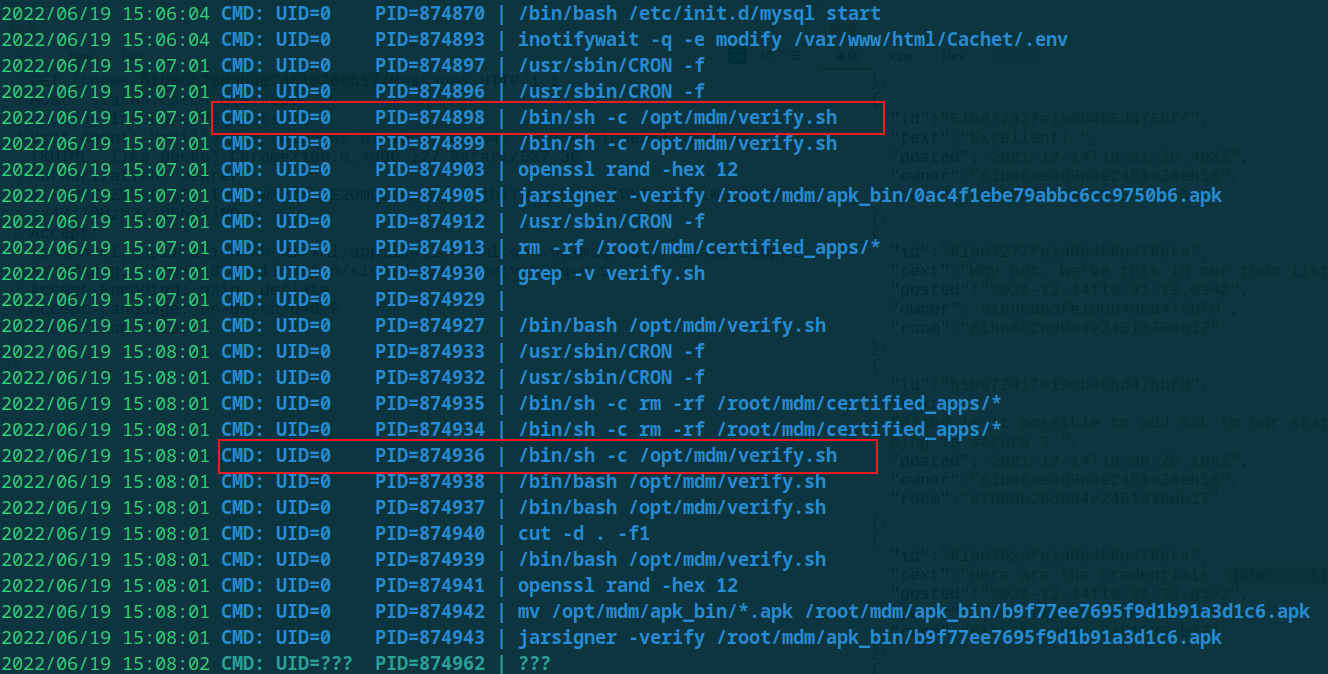 2022/06/19 15:06:04 CMD: UID=0    PID=874870 | /bin/bash /etc/init.d/mysql start
2022/06/19 15:06:04 CMD: UID=0    PID=874893 | inotifywait -q -e modify /var/www/html/Cachet/.env
2022/06/19 15:07:01 CMD: UID=0    PID=874897 | /usr/sbin/CRON -f
2022/06/19 15:07:01 CMD: UID=0    PID=874896 | /usr/sbin/CRON -f
2022/06/19 15:07:01 CMD: UID=0    PID=874898 | /bin/sh -c /opt/mdm/verify.sh
2022/06/19 15:07:01 CMD: UID=0    PID=874899 | /bin/sh -c /opt/mdm/verify.sh
2022/06/19 15:07:01 CMD: UID=0    PID=874903 | openssl rand -hex 12
2022/06/19 15:07:01 CMD: UID=0    PID=874905 | jarsigner -verify /root/mdm/apk_bin/0ac4f1ebe79abbc6cc9750b6.apk
2022/06/19 15:07:01 CMD: UID=0    PID=874912 | /usr/sbin/CRON -f
2022/06/19 15:07:01 CMD: UID=0    PID=874913 | rm -rf /root/mdm/certified_apps/*
2022/06/19 15:07:01 CMD: UID=0    PID=874930 | grep -v verify.sh
2022/06/19 15:07:01 CMD: UID=0    PID=874929 |
2022/06/19 15:07:01 CMD: UID=0    PID=874927 | /bin/bash /opt/mdm/verify.sh
2022/06/19 15:08:01 CMD: UID=0    PID=874933 | /usr/sbin/CRON -f
2022/06/19 15:08:01 CMD: UID=0    PID=874932 | /usr/sbin/CRON -f
2022/06/19 15:08:01 CMD: UID=0    PID=874935 | /bin/sh -c rm -rf /root/mdm/certified_apps/*
2022/06/19 15:08:01 CMD: UID=0    PID=874934 | /bin/sh -c rm -rf /root/mdm/certified_apps/*
2022/06/19 15:08:01 CMD: UID=0    PID=874936 | /bin/sh -c /opt/mdm/verify.sh
2022/06/19 15:08:01 CMD: UID=0    PID=874938 | /bin/bash /opt/mdm/verify.sh
2022/06/19 15:08:01 CMD: UID=0    PID=874937 | /bin/bash /opt/mdm/verify.sh
2022/06/19 15:08:01 CMD: UID=0    PID=874940 | cut -d . -f1
2022/06/19 15:08:01 CMD: UID=0    PID=874939 | /bin/bash /opt/mdm/verify.sh
2022/06/19 15:08:01 CMD: UID=0    PID=874941 | openssl rand -hex 12
2022/06/19 15:08:01 CMD: UID=0    PID=874942 | mv /opt/mdm/apk_bin/*.apk /root/mdm/apk_bin/b9f77ee7695f9d1b91a3d1c6.apk
2022/06/19 15:08:01 CMD: UID=0    PID=874943 | jarsigner -verify /root/mdm/apk_bin/b9f77ee7695f9d1b91a3d1c6.apk
2022/06/19 15:08:02 CMD: UID=???  PID=874962 | ???